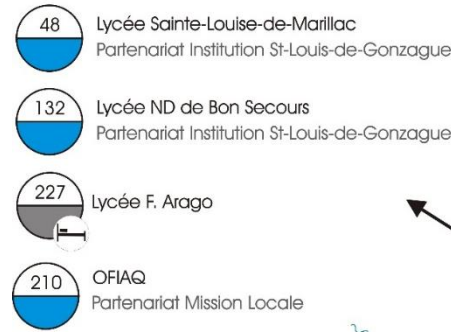 48
Lycée Sainte-Louise-de-Marillac
Partenariat Institution St-Louis-de-Gonzague
132
Lycée ND de Bon Secours
Partenariat Institution St-Louis-de-Gonzague
227
Lycée F. Arago
210
OFIAQ
Partenariat Mission Locale